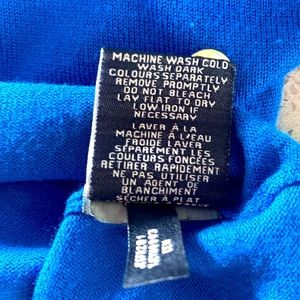 MACHINE WASH COLD
WASH DARK
COLOURS SEPARATELY
REMOVE PROMPTLY
DO NOT BLEACH
LAY FLAT TO DRY
LOW IRON IF
NECESSARY
LAVER À LA
MACHINE À L'EAU
FROIDE LAVER
SÉPARÉMENT LES
COULEURS FONCÉES
RETIRER RAPIDEMENT
NE PAS UTILISER
UN AGENT DE
BLANCHIMENT
SÉCHER À PLAT